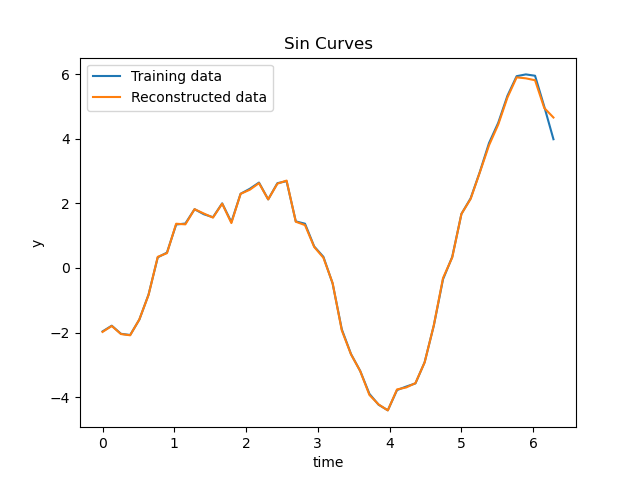 Sin Curves
Training data
Reconstructed data
6
4
2
0
−2
−4
y
0 1 2 3 4 5 6
time